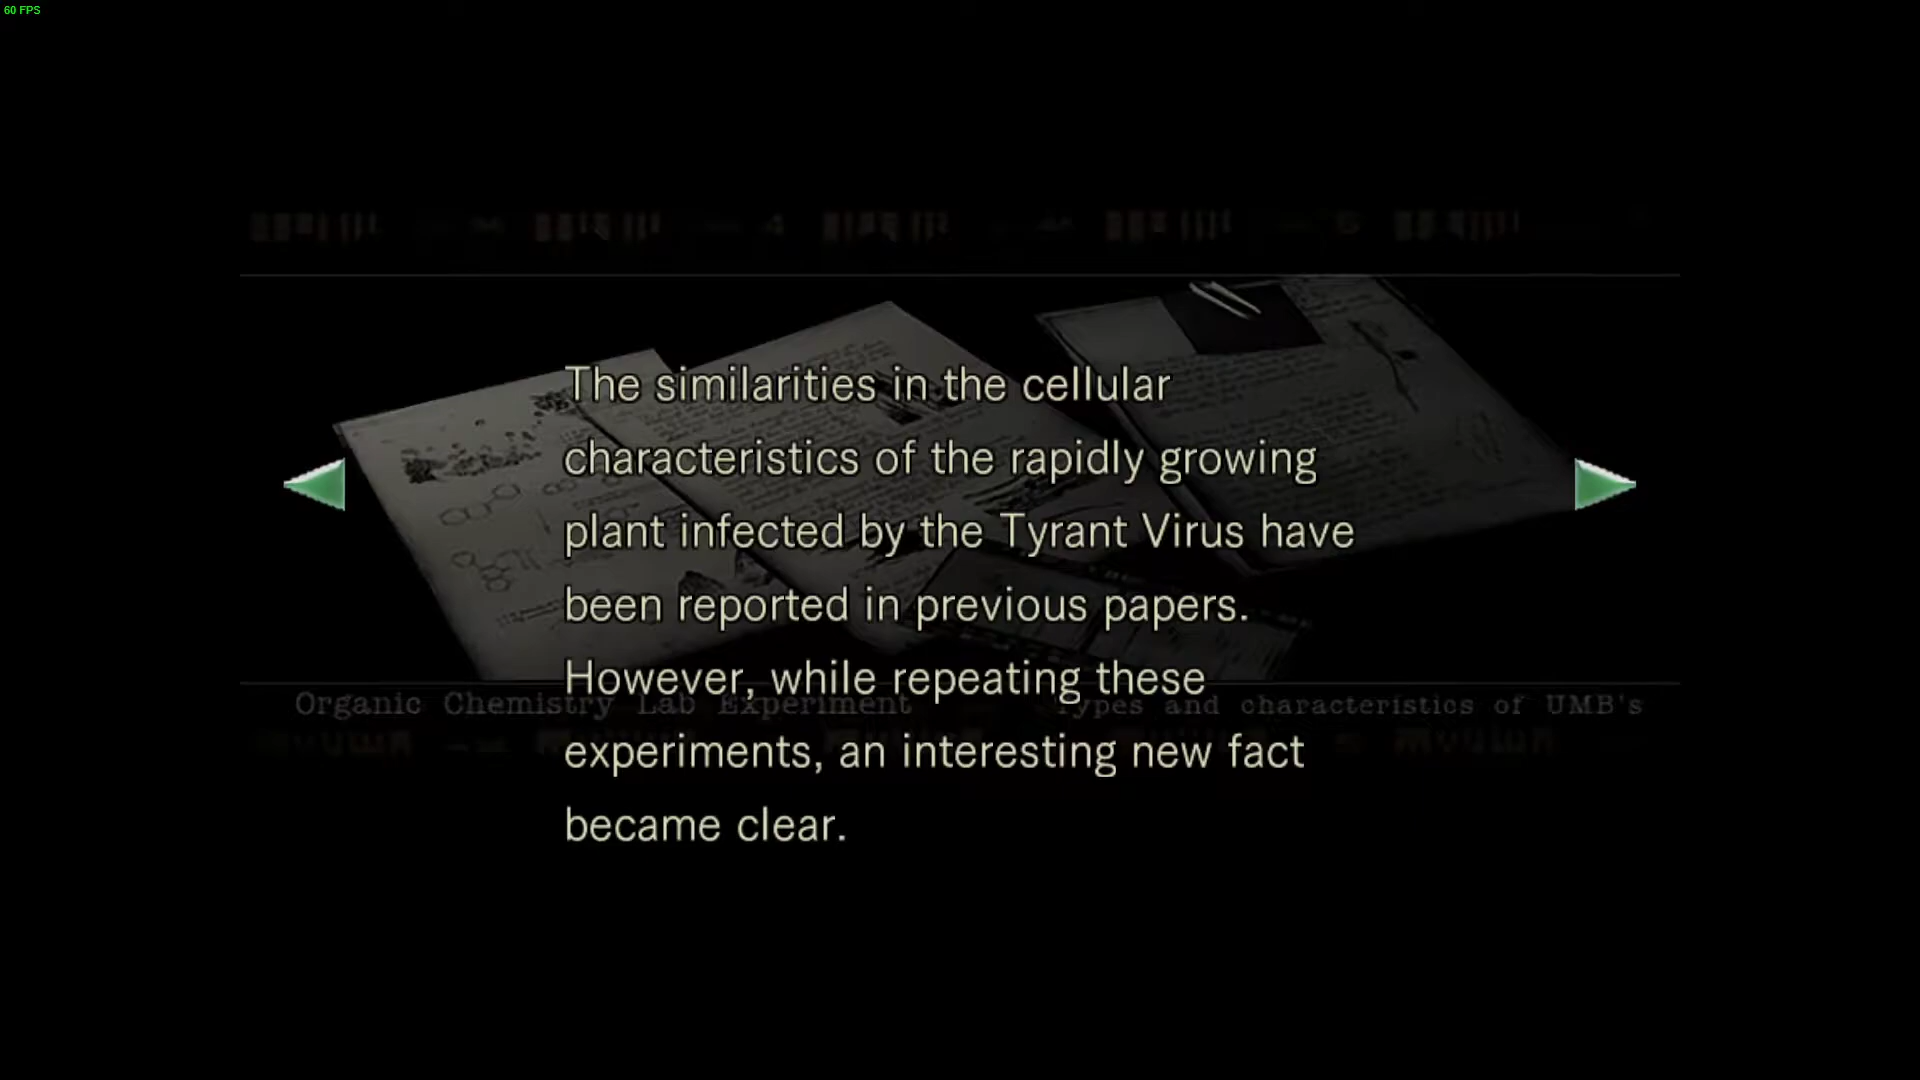 60 FPS
The similarities in the cellular
characteristics of the rapidly growing
plant infected by the Tyrant Virus have
been reported in previous papers.
However, while repeating these
experiments, an interesting new fact
became clear.
Organic Chemistry Lab Experiment
Types and characteristics of UMB's